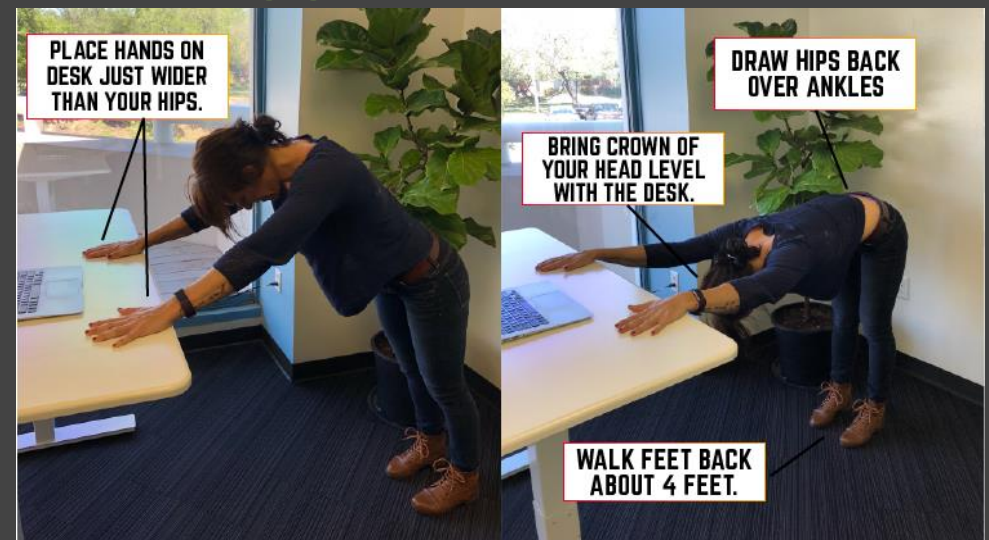 PLACE HANDS ON
DESK JUST WIDER
THAN YOUR HIPS.
DRAW HIPS BACK
OVER ANKLES
BRING CROWN OF
YOUR HEAD LEVEL
WITH THE DESK.
WALK FEET BACK
ABOUT 4 FEET.